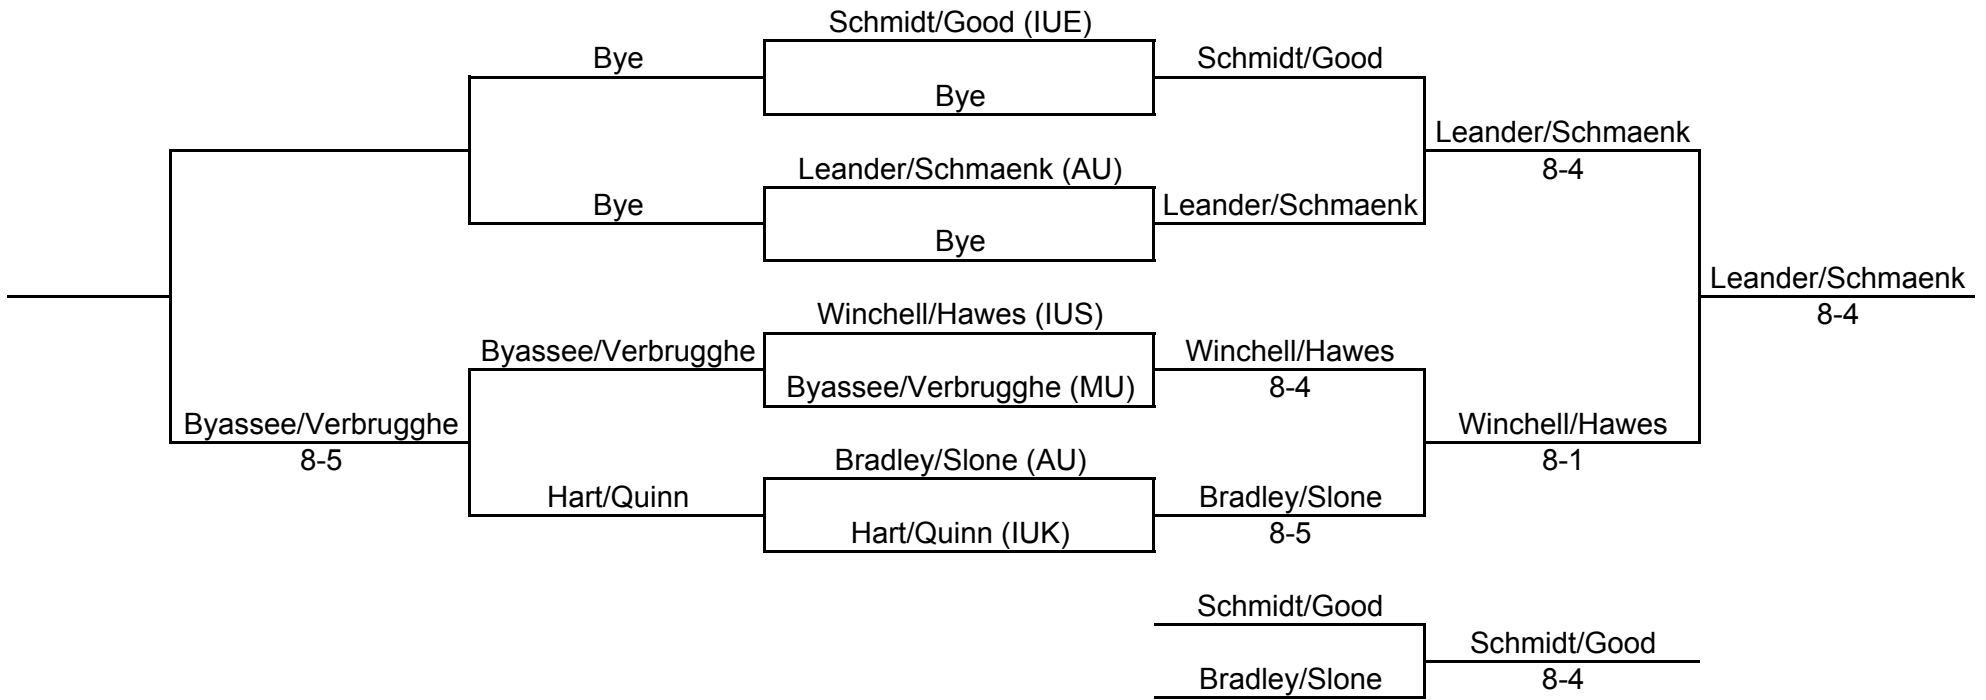 Schmidt/Good (IUE)
Bye
Schmidt/Good
Bye
Leander/Schmaenk
8-4
Leander/Schmaenk (AU)
Bye
Leander/Schmaenk
Bye
Leander/Schmaenk
8-4
Winchell/Hawes (IUS)
Byassee/Verbrugghe
Winchell/Hawes
Byassee/Verbrugghe (MU)
8-4
Byassee/Verbrugghe
8-5
Winchell/Hawes
8-1
Bradley/Slone (AU)
Hart/Quinn
Bradley/Slone
Hart/Quinn (IUK)
8-5
Schmidt/Good
Schmidt/Good
8-4
Bradley/Slone